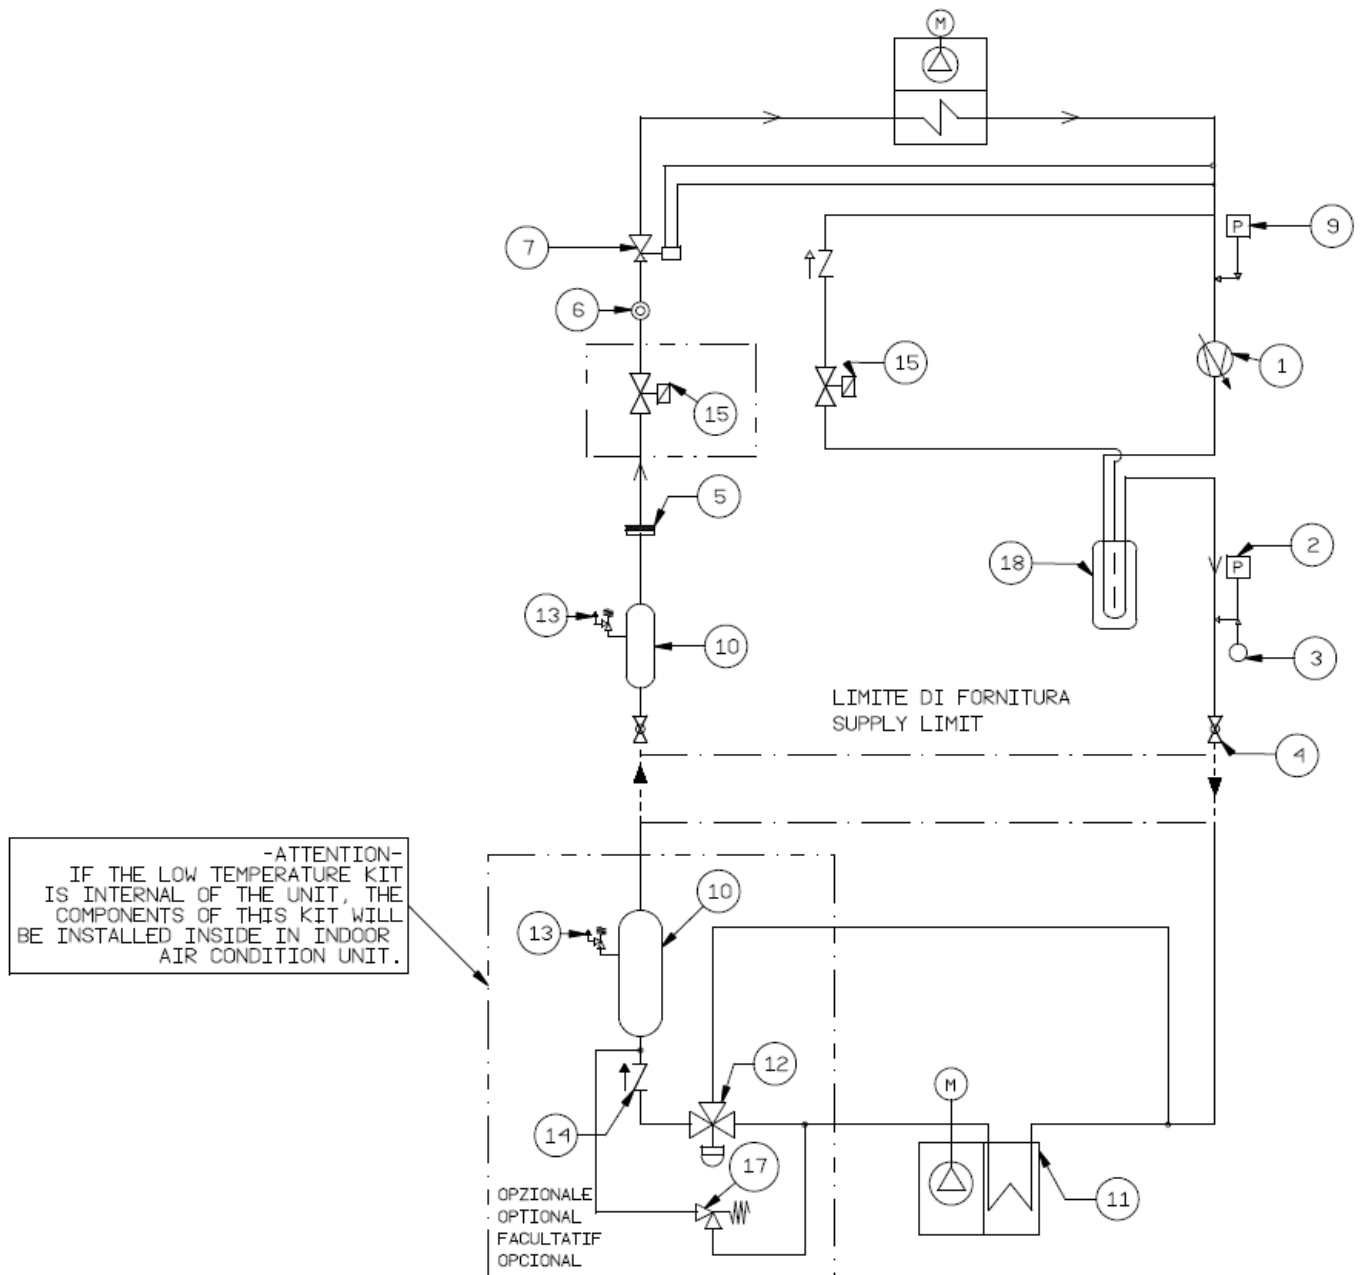 M
7
P
9
6
15
1
15
5
18
P
2
13
10
3
LIMITE DI FORNITURA
SUPPLY LIMIT
4
-ATTENTION-
IF THE LOW TEMPERATURE KIT
IS INTERNAL OF THE UNIT, THE
COMPONENTS OF THIS KIT WILL
BE INSTALLED INSIDE IN INDOOR
AIR CONDITION UNIT.
10
13
12
M
14
17
11
OPZIONALE
OPTIONAL
FACULTATIF
OPCIONAL